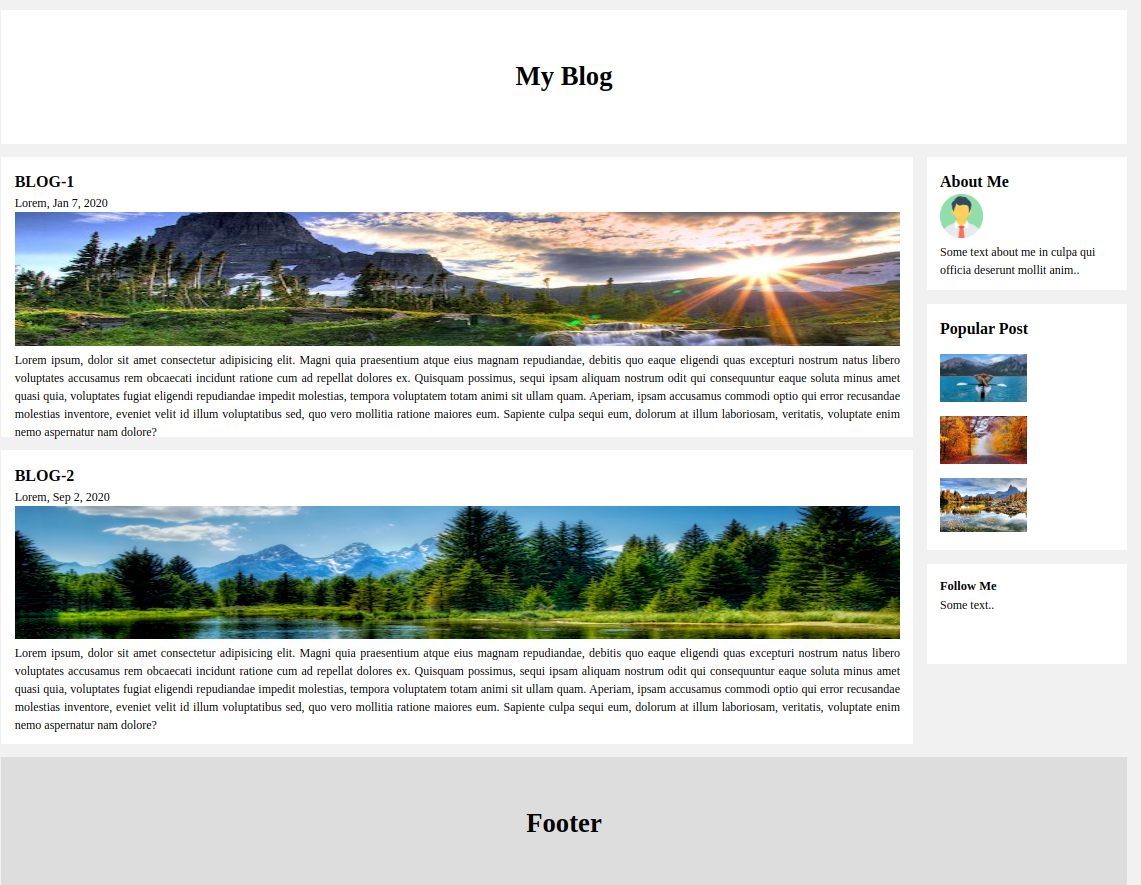 My Blog
BLOG-1
Lorem, Jan 7, 2020
Lorem ipsum, dolor sit amet consectetur adipisicing elit. Magni quia praesentium atque eius magnam repudiandae, debitis quo eaque eligendi quas excepturi nostrum natus libero
voluptates accusamus rem obcaecati incidunt ratione cum ad repellat dolores ex. Quisquam possimus, sequi ipsam aliquam nostrum odit qui consequuntur eaque soluta minus amet
quasi quia, voluptates fugiat eligendi repudiandae impedit molestias, tempora voluptatem totam animi sit ullam quam. Aperiam, ipsam accusamus commodi optio qui error recusandae
molestias inventore, eveniet velit id illum voluptatibus sed, quo vero mollitia ratione maiores eum. Sapiente culpa sequi eum, dolorum at illum laboriosam, veritatis, voluptate enim
nemo aspernatur nam dolore?
BLOG-2
Lorem, Sep 2, 2020
Lorem ipsum, dolor sit amet consectetur adipisicing elit. Magni quia praesentium atque eius magnam repudiandae, debitis quo eaque eligendi quas excepturi nostrum natus libero
voluptates accusamus rem obcaecati incidunt ratione cum ad repellat dolores ex. Quisquam possimus, sequi ipsam aliquam nostrum odit qui consequuntur eaque soluta minus amet
quasi quia, voluptates fugiat eligendi repudiandae impedit molestias, tempora voluptatem totam animi sit ullam quam. Aperiam, ipsam accusamus commodi optio qui error recusandae
molestias inventore, eveniet velit id illum voluptatibus sed, quo vero mollitia ratione maiores eum. Sapiente culpa sequi eum, dolorum at illum laboriosam, veritatis, voluptate enim
nemo aspernatur nam dolore?
About Me
Some text about me in culpa qui
officia deserunt mollit anim..
Popular Post
Follow Me
Some text..
Footer